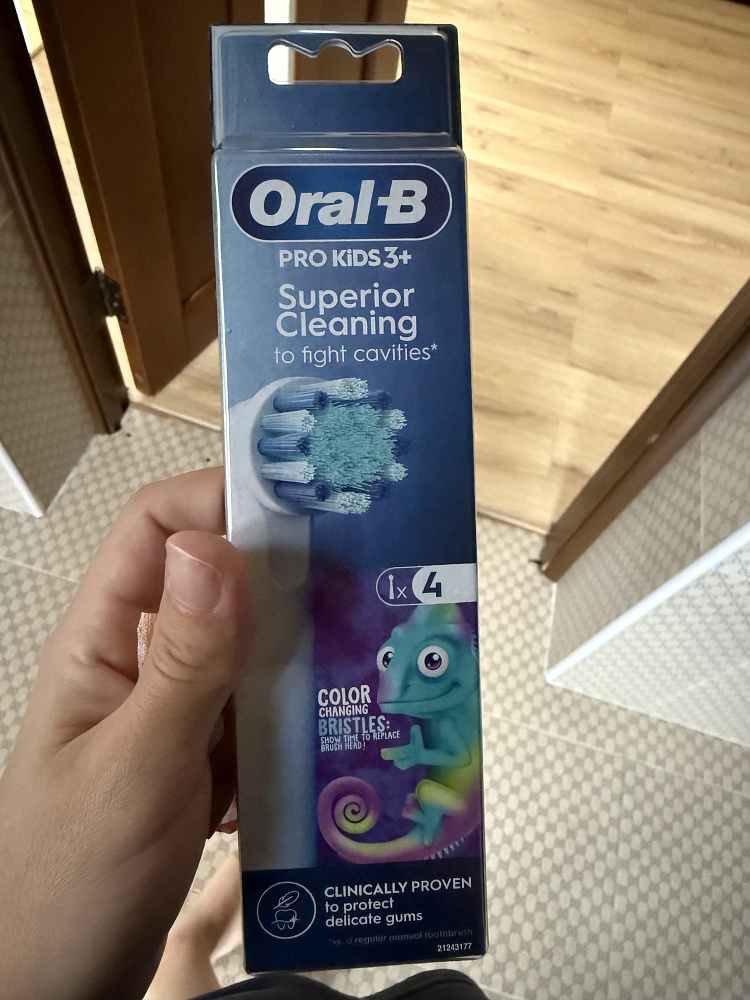 Oral-B
PRO KiDS 3+
Superior
Cleaning
to fight cavities*
x 4
COLOR
CHANGING
BRISTLES:
SHOW TIME TO REPLACE
BRUSH HEAD!
CLINICALLY PROVEN
to protect
delicate gums
*vs. a regular manual toothbrush
21243177